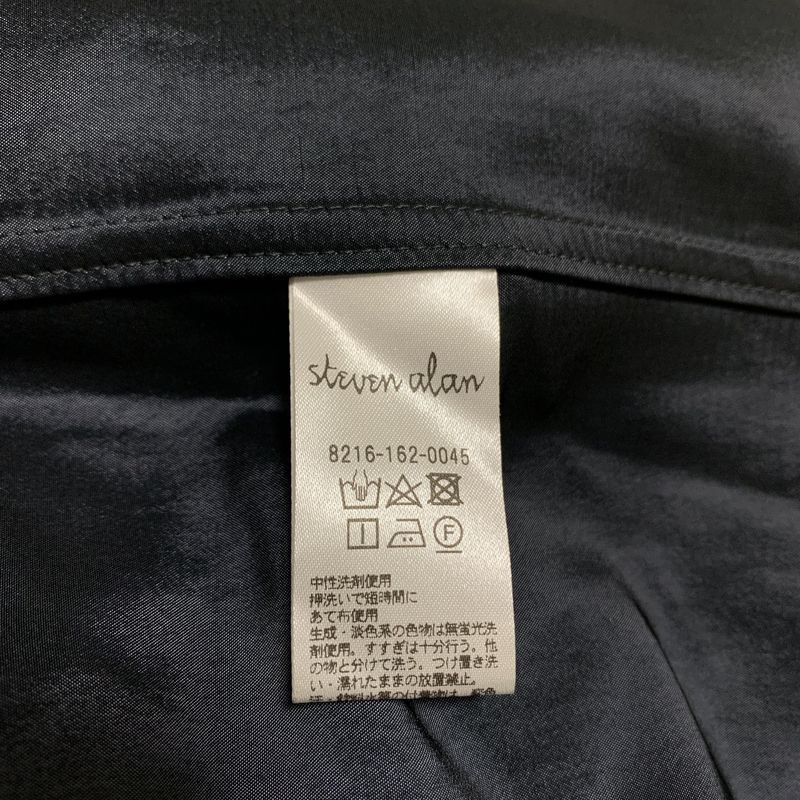 steven alan
8216-162-0045
F
中性洗剤使用
押洗いで短時間に
あて布使用
生成・淡色系の色物は無蛍光洗
剤使用。すすぎは十分行う。他
の物と分けて洗う。つけ置き洗
い・濡れたままの放置禁止。